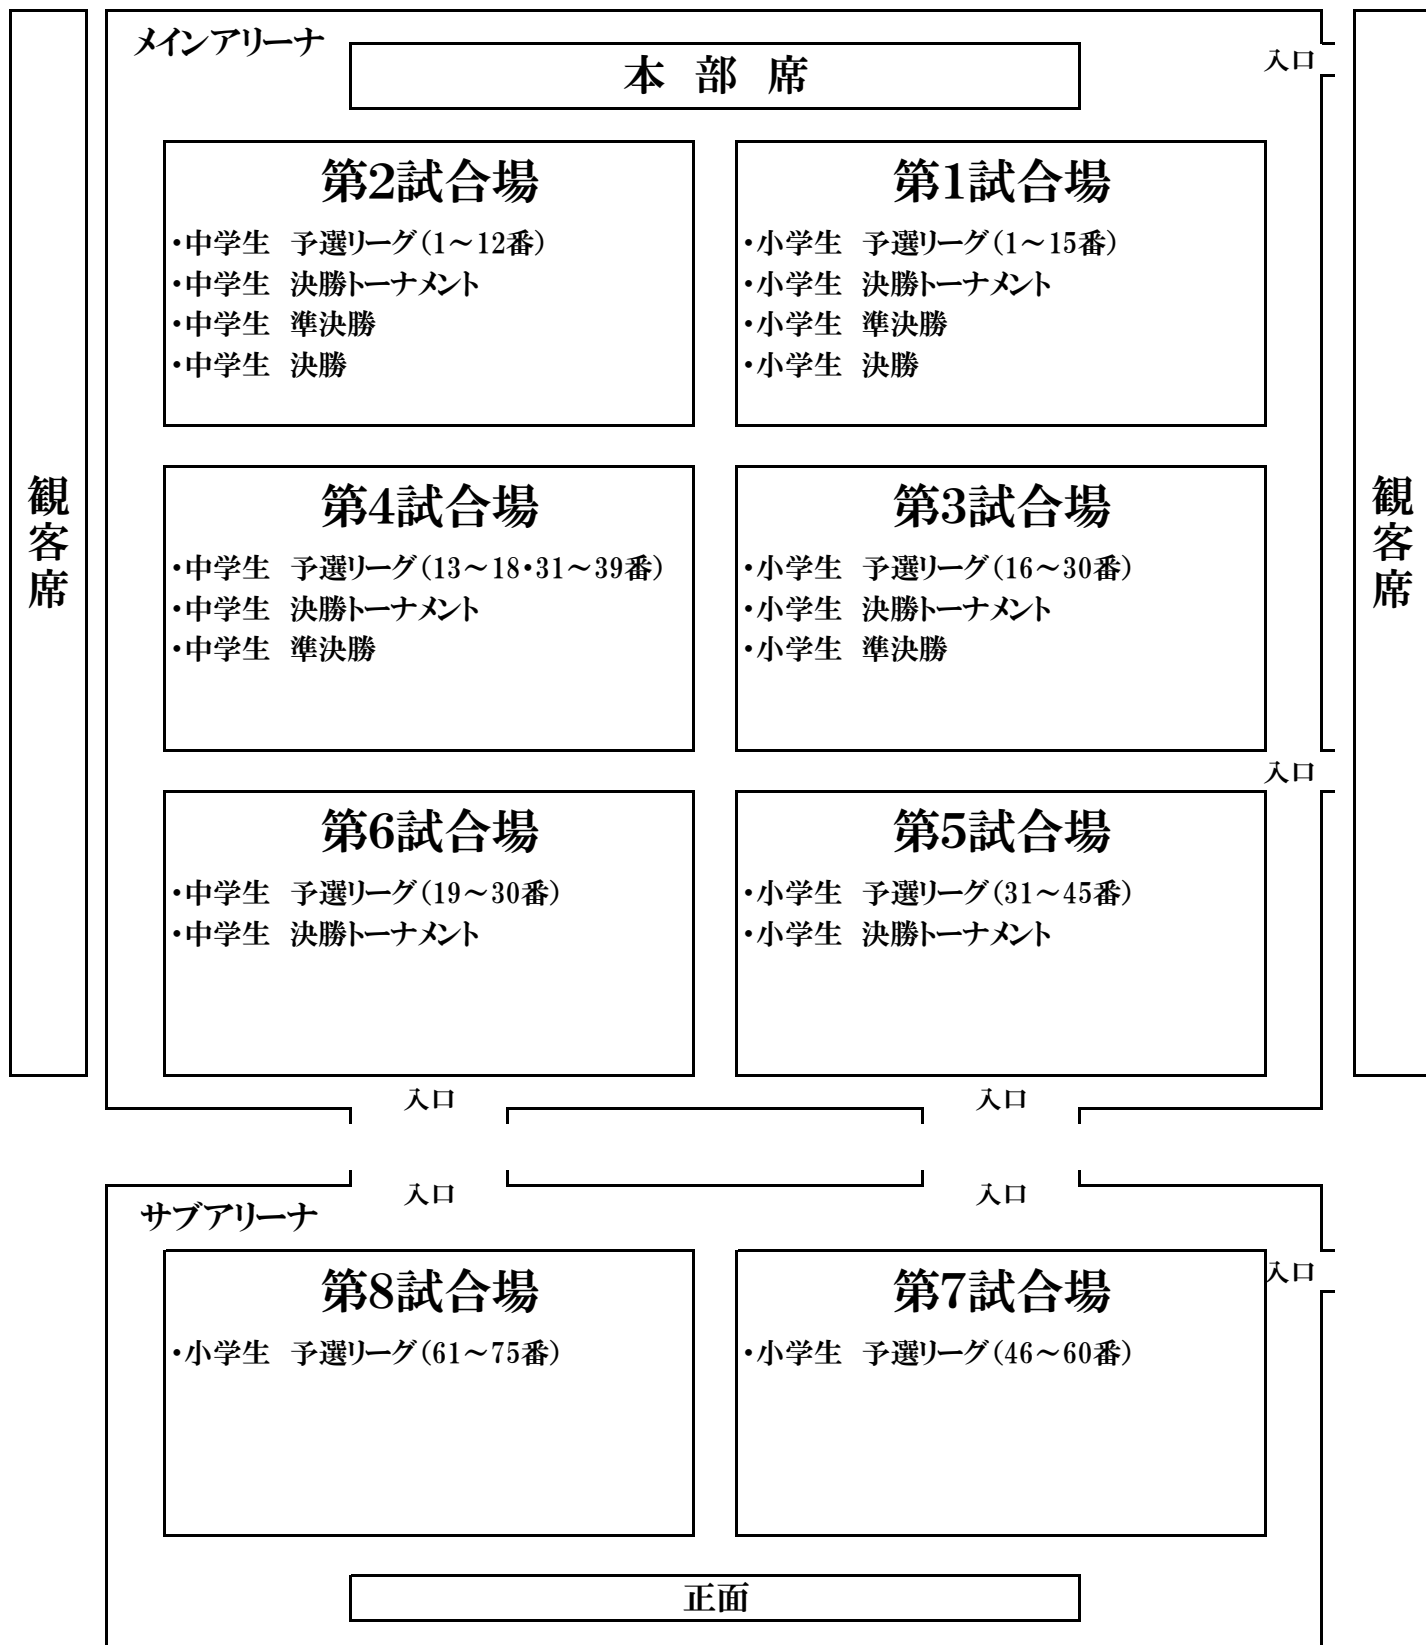 メインアリーナ
入口
本 部 席
第2試合場
・中学生 予選リーグ（1～12番）
・中学生 決勝トーナメント
・中学生 準決勝
・中学生 決勝
第1試合場
・小学生 予選リーグ（1～15番）
・小学生 決勝トーナメント
・小学生 準決勝
・小学生 決勝
観客席
観客席
第4試合場
・中学生 予選リーグ（13～18・31～39番）
・中学生 決勝トーナメント
・中学生 準決勝
第3試合場
・小学生 予選リーグ（16～30番）
・小学生 決勝トーナメント
・小学生 準決勝
入口
第6試合場
・中学生 予選リーグ（19～30番）
・中学生 決勝トーナメント
第5試合場
・小学生 予選リーグ（31～45番）
・小学生 決勝トーナメント
入口
入口
入口
入口
サブアリーナ
第8試合場
・小学生 予選リーグ（61～75番）
第7試合場
・小学生 予選リーグ（46～60番）
入口
正面